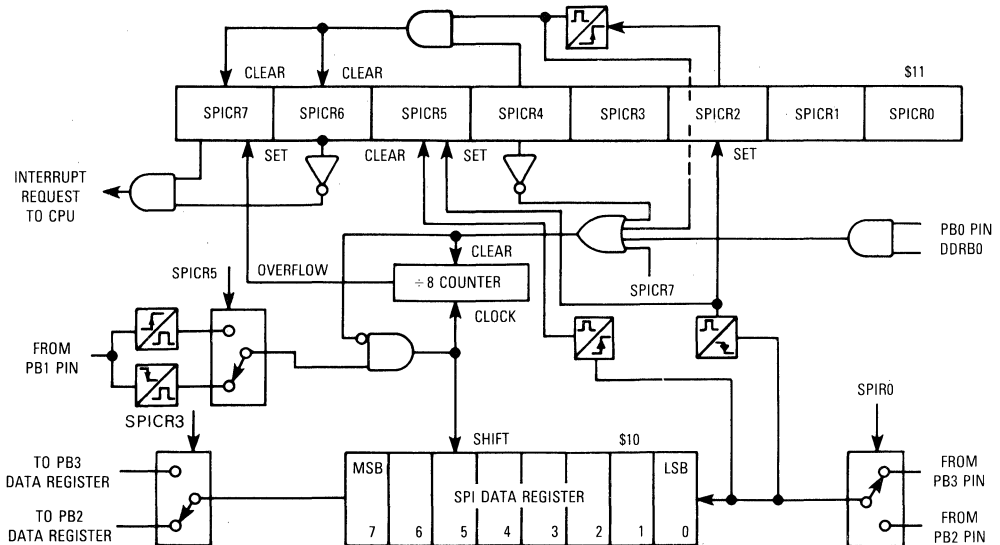 $11
CLEAR CLEAR
SPICR7 SPICR6 SPICR5 SPICR4 SPICR3 SPICR2 SPICR1 SPICR0
SET CLEAR SET SET
INTERRUPT
REQUEST
TO CPU
PB0 PIN
DDRB0
CLEAR
SPICR5 OVERFLOW
÷8 COUNTER
SPICR7
CLOCK
FROM
PB1 PIN
SPICR3
SPIR0
SHIFT $10
TO PB3
DATA REGISTER
MSB LSB
FROM
PB3 PIN
SPI DATA REGISTER
TO PB2
DATA REGISTER
7 6 5 4 3 2 1 0
FROM
PB2 PIN